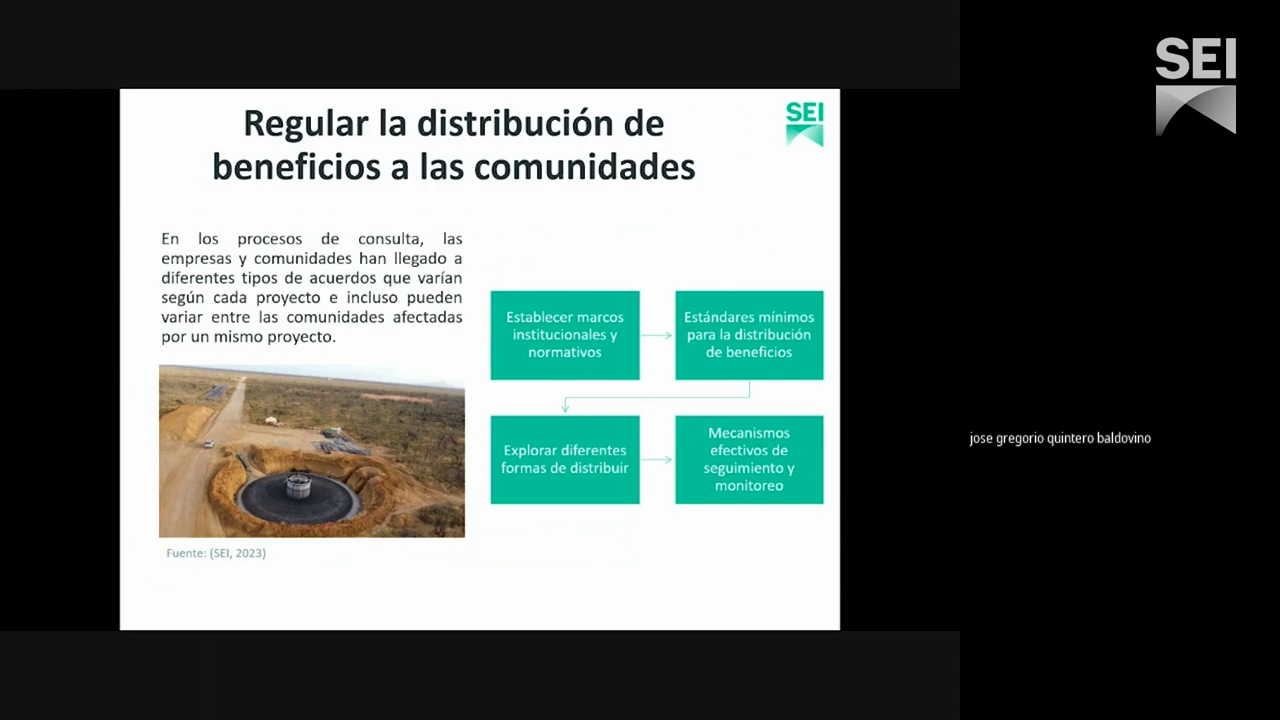 SEI
Regular la distribución de
beneficios a las comunidades
SEI
En los procesos de consulta, las
empresas y comunidades han llegado a
diferentes tipos de acuerdos que varían
según cada proyecto e incluso pueden
variar entre las comunidades afectadas
por un mismo proyecto.
Establecer marcos
institucionales y
normativos
Estándares mínimos
para la distribución
de beneficios
Explorar diferentes
formas de distribuir
Mecanismos
efectivos de
seguimiento y
monitoreo
Fuente: (SEI, 2023)
jose gregorio quintero baldovino